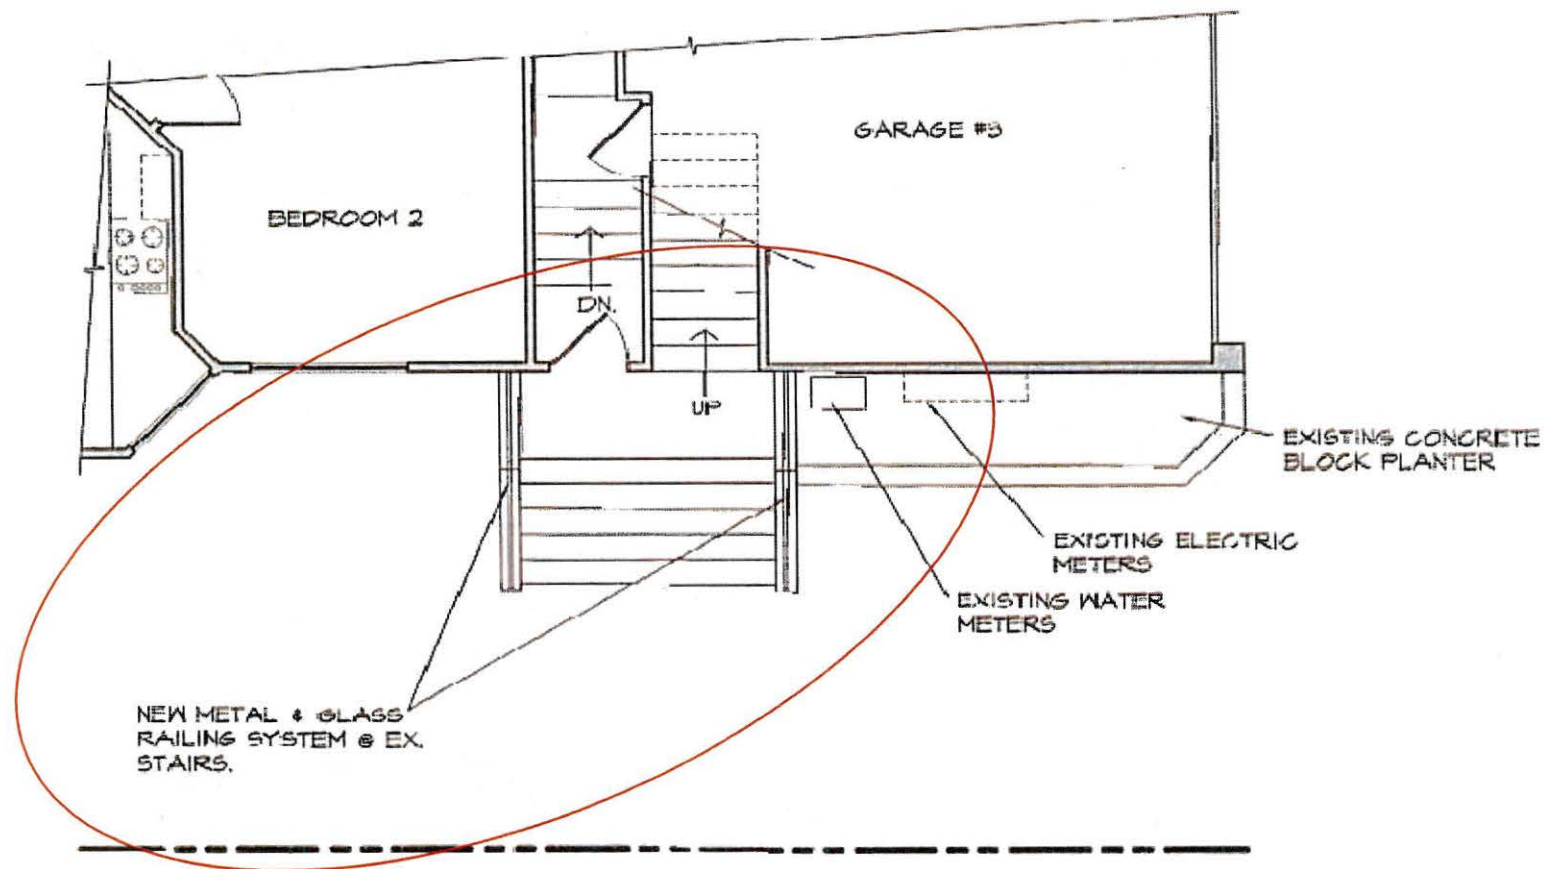 GARAGE #3
BEDROOM 2
DN.
UP
EXISTING CONCRETE
BLOCK PLANTER
EXISTING ELECTRIC
METERS
EXISTING WATER
METERS
NEW METAL & GLASS
RAILING SYSTEM @ EX.
STAIRS.